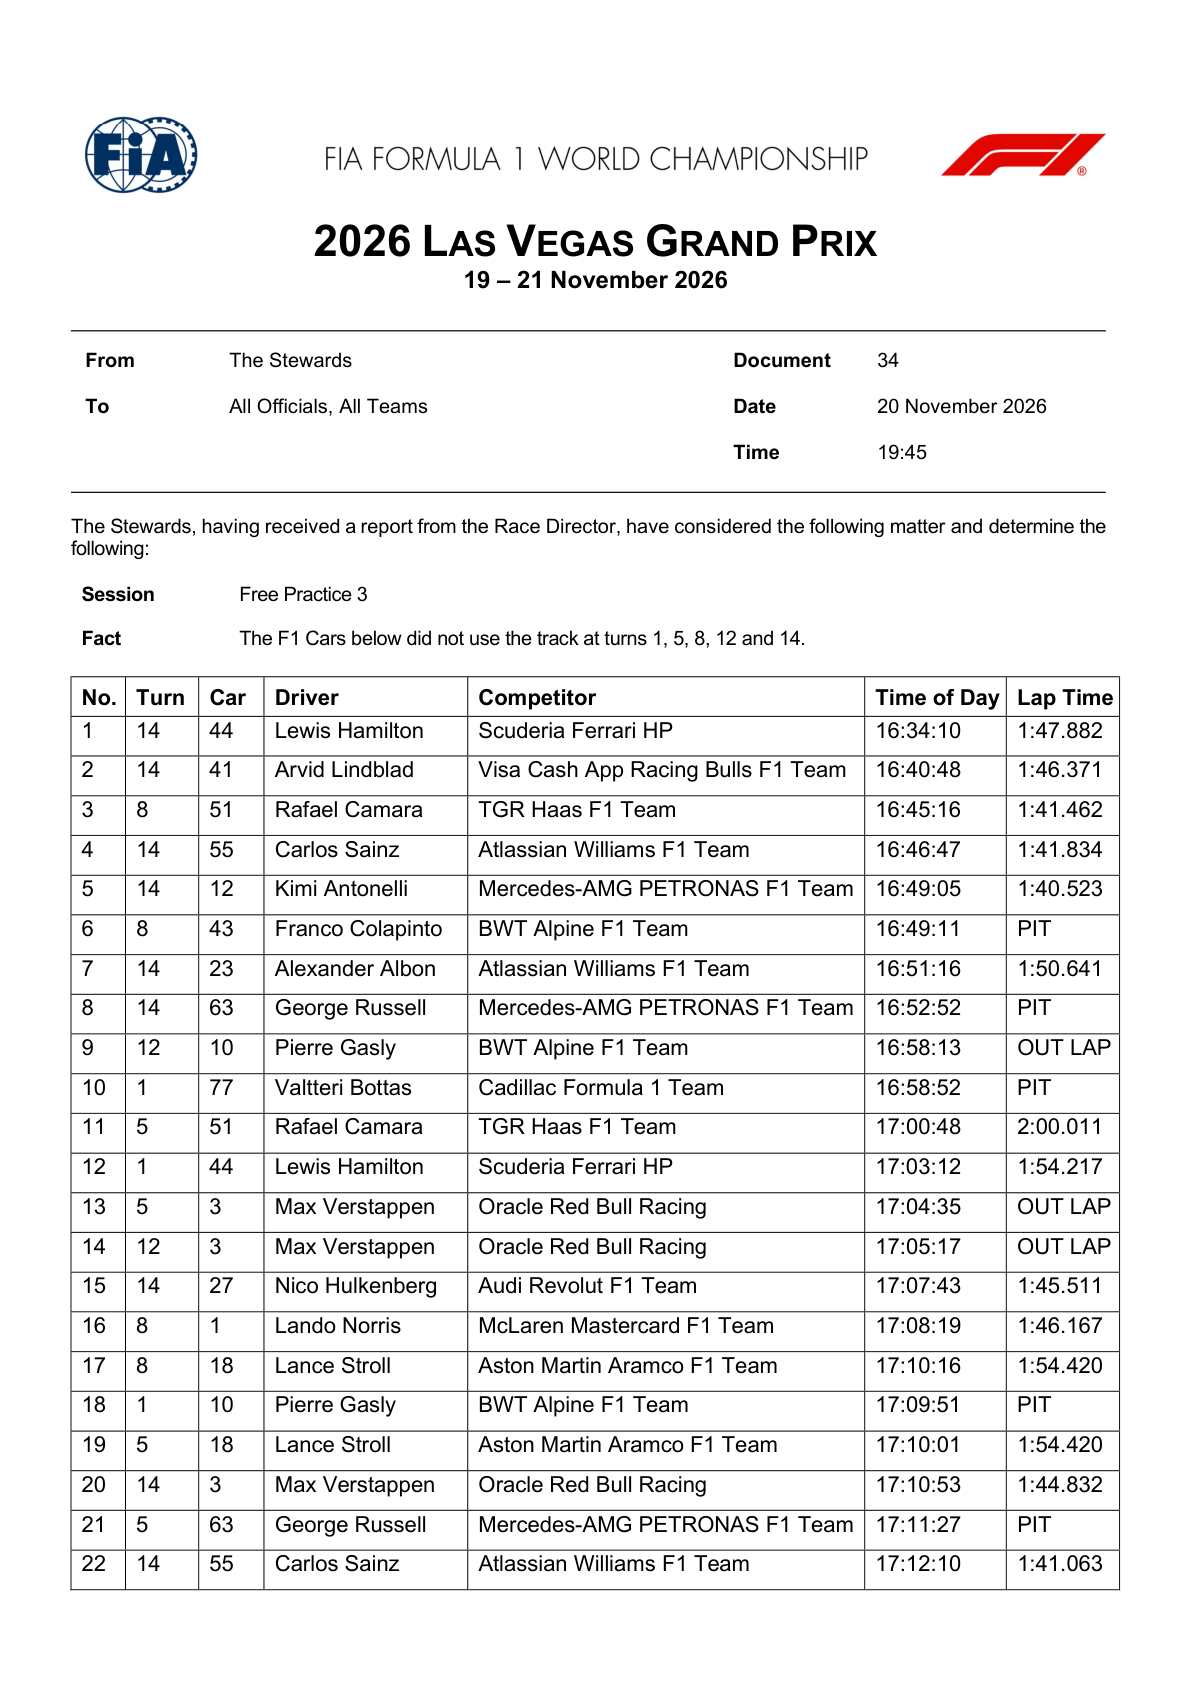 FIA
FIA FORMULA 1 WORLD CHAMPIONSHIP
F1®
2026 LAS VEGAS GRAND PRIX
19 – 21 November 2026
From The Stewards Document 34
To All Officials, All Teams Date 20 November 2026
Time 19:45
The Stewards, having received a report from the Race Director, have considered the following matter and determine the
following:
Session Free Practice 3
Fact The F1 Cars below did not use the track at turns 1, 5, 8, 12 and 14.
No. Turn Car Driver Competitor Time of Day Lap Time
1 14 44 Lewis Hamilton Scuderia Ferrari HP 16:34:10 1:47.882
2 14 41 Arvid Lindblad Visa Cash App Racing Bulls F1 Team 16:40:48 1:46.371
3 8 51 Rafael Camara TGR Haas F1 Team 16:45:16 1:41.462
4 14 55 Carlos Sainz Atlassian Williams F1 Team 16:46:47 1:41.834
5 14 12 Kimi Antonelli Mercedes-AMG PETRONAS F1 Team 16:49:05 1:40.523
6 8 43 Franco Colapinto BWT Alpine F1 Team 16:49:11 PIT
7 14 23 Alexander Albon Atlassian Williams F1 Team 16:51:16 1:50.641
8 14 63 George Russell Mercedes-AMG PETRONAS F1 Team 16:52:52 PIT
9 12 10 Pierre Gasly BWT Alpine F1 Team 16:58:13 OUT LAP
10 1 77 Valtteri Bottas Cadillac Formula 1 Team 16:58:52 PIT
11 5 51 Rafael Camara TGR Haas F1 Team 17:00:48 2:00.011
12 1 44 Lewis Hamilton Scuderia Ferrari HP 17:03:12 1:54.217
13 5 3 Max Verstappen Oracle Red Bull Racing 17:04:35 OUT LAP
14 12 3 Max Verstappen Oracle Red Bull Racing 17:05:17 OUT LAP
15 14 27 Nico Hulkenberg Audi Revolut F1 Team 17:07:43 1:45.511
16 8 1 Lando Norris McLaren Mastercard F1 Team 17:08:19 1:46.167
17 8 18 Lance Stroll Aston Martin Aramco F1 Team 17:10:16 1:54.420
18 1 10 Pierre Gasly BWT Alpine F1 Team 17:09:51 PIT
19 5 18 Lance Stroll Aston Martin Aramco F1 Team 17:10:01 1:54.420
20 14 3 Max Verstappen Oracle Red Bull Racing 17:10:53 1:44.832
21 5 63 George Russell Mercedes-AMG PETRONAS F1 Team 17:11:27 PIT
22 14 55 Carlos Sainz Atlassian Williams F1 Team 17:12:10 1:41.063